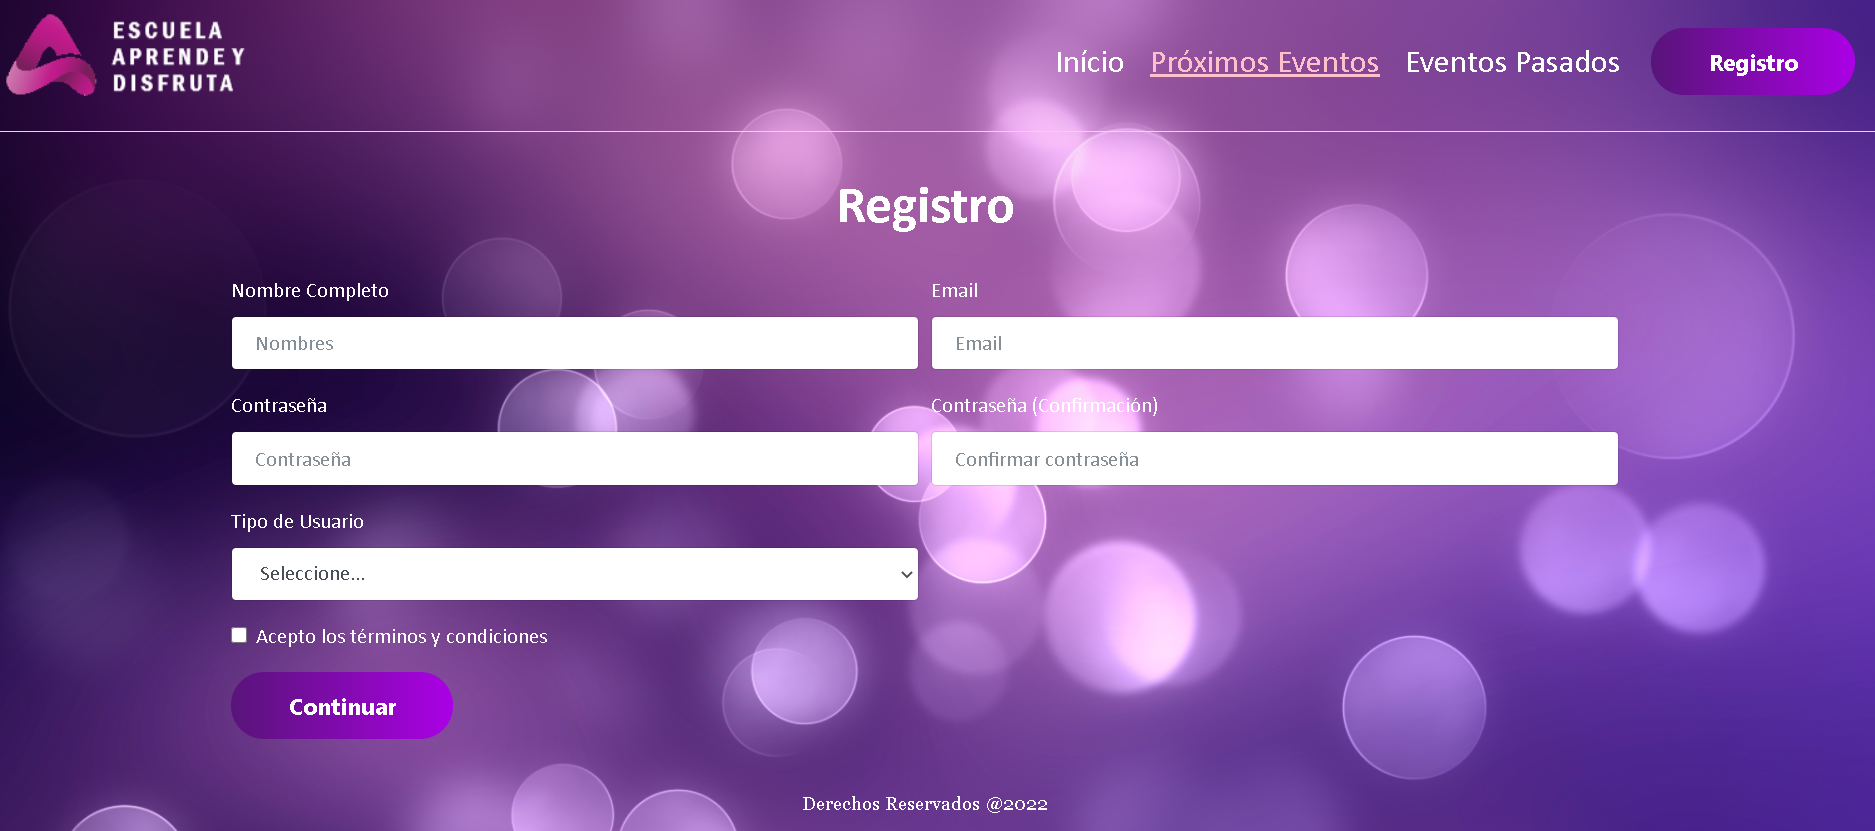 ESCUELA
APRENDE Y
DISFRUTA
Início Próximos Eventos Eventos Pasados Registro
Registro
Nombre Completo Email
Nombres Email
Contraseña Contraseña (Confirmación)
Contraseña Confirmar contraseña
Tipo de Usuario
Seleccione...
Acepto los términos y condiciones
Continuar
Derechos Reservados @2022